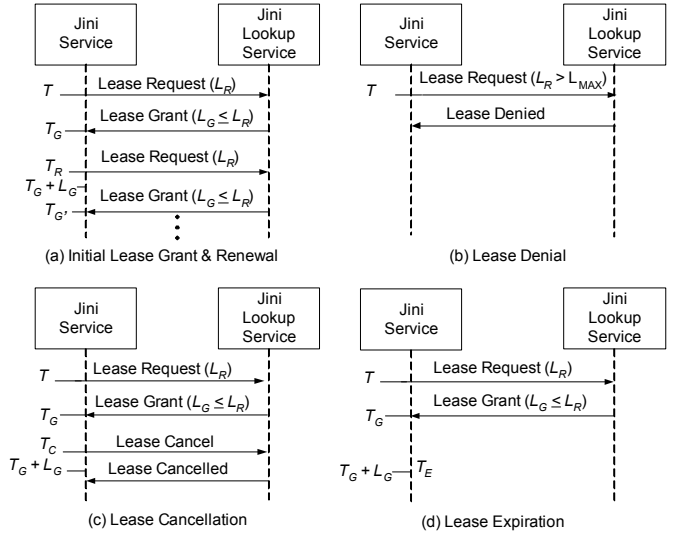 Jini
Service
Jini
Lookup
Service
T
Lease Request (L_R)
T_G
Lease Grant (L_G ≤ L_R)
T_R
Lease Request (L_R)
T_G + L_G
T_G'
Lease Grant (L_G ≤ L_R)
(a) Initial Lease Grant & Renewal
Jini
Service
Jini
Lookup
Service
T
Lease Request (L_R > L_MAX)
Lease Denied
(b) Lease Denial
Jini
Service
Jini
Lookup
Service
T
Lease Request (L_R)
T_G
Lease Grant (L_G ≤ L_R)
T_C
Lease Cancel
T_G + L_G
Lease Cancelled
(c) Lease Cancellation
Jini
Service
Jini
Lookup
Service
T
Lease Request (L_R)
T_G
Lease Grant (L_G ≤ L_R)
T_G + L_G
T_E
(d) Lease Expiration